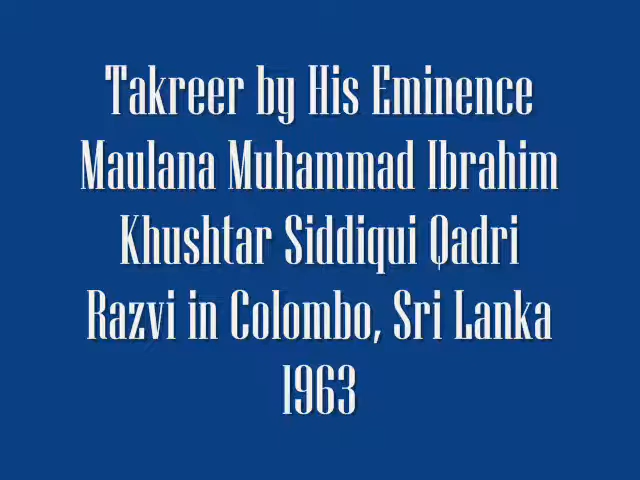 Takreer by His Eminence
Maulana Muhammad Ibrahim
Khushtar Siddiqui Qadri
Razvi in Colombo, Sri Lanka
1963